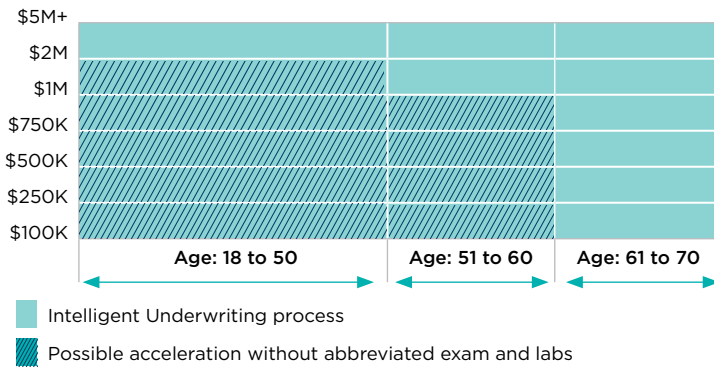 $5M+
$2M
$1M
$750K
$500K
$250K
$100K
Age: 18 to 50 Age: 51 to 60 Age: 61 to 70
Intelligent Underwriting process
Possible acceleration without abbreviated exam and labs